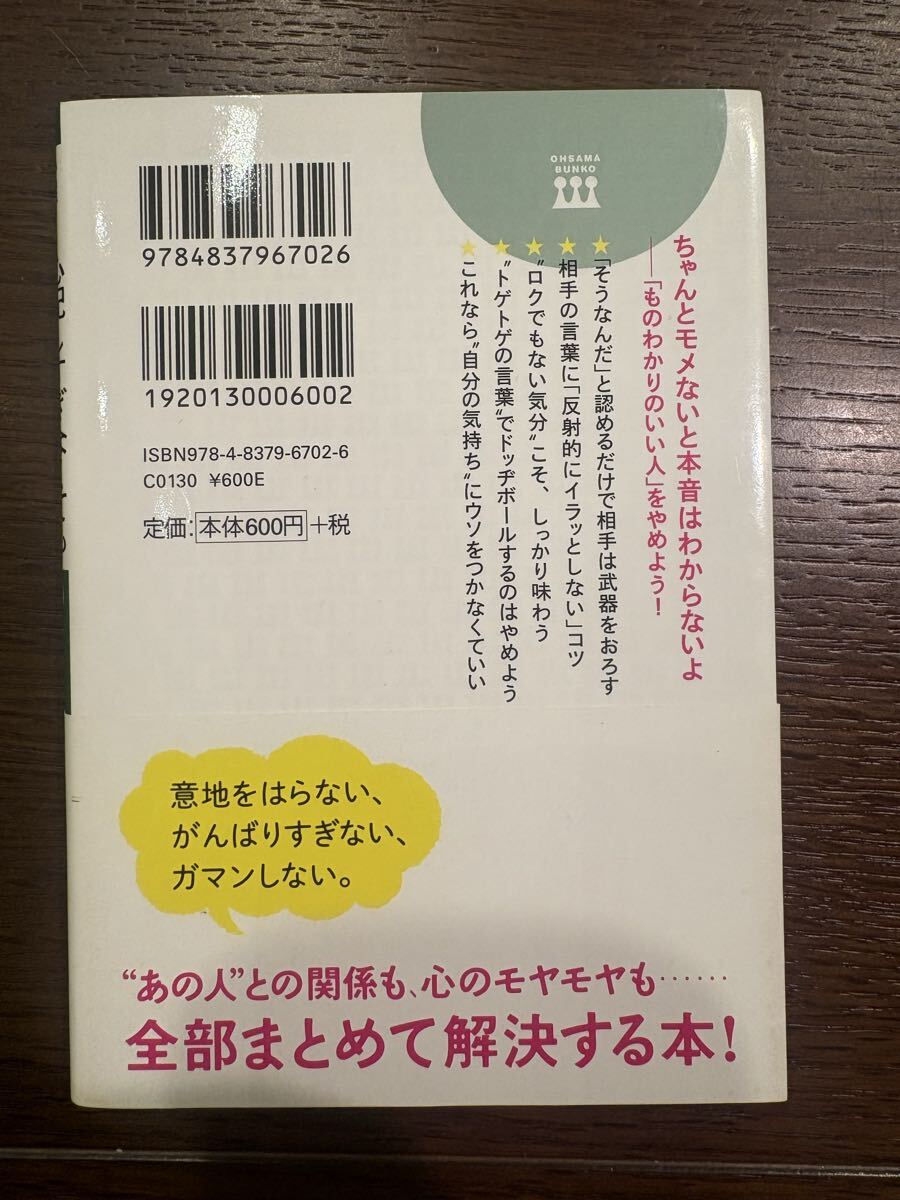 OHSAMA
BUNKO
ちゃんとモメないと本音はわからないよ
――「ものわかりのいい人」をやめよう！
★「そうなんだ」と認めるだけで相手は武器をおろす
★相手の言葉に「反射的にイラッとしない」コツ
★“ロクでもない気分”こそ、しっかり味わう
★“トゲトゲの言葉”でドッヂボールするのはやめよう
★これなら“自分の気持ち”にウソをつかなくていい
9784837967026
1920130006002
ISBN978-4-8379-6702-6
C0130 ¥600E
定価:本体600円+税
意地をはらない、
がんばりすぎない、
ガマンしない。
“あの人”との関係も、心のモヤモヤも……
全部まとめて解決する本！